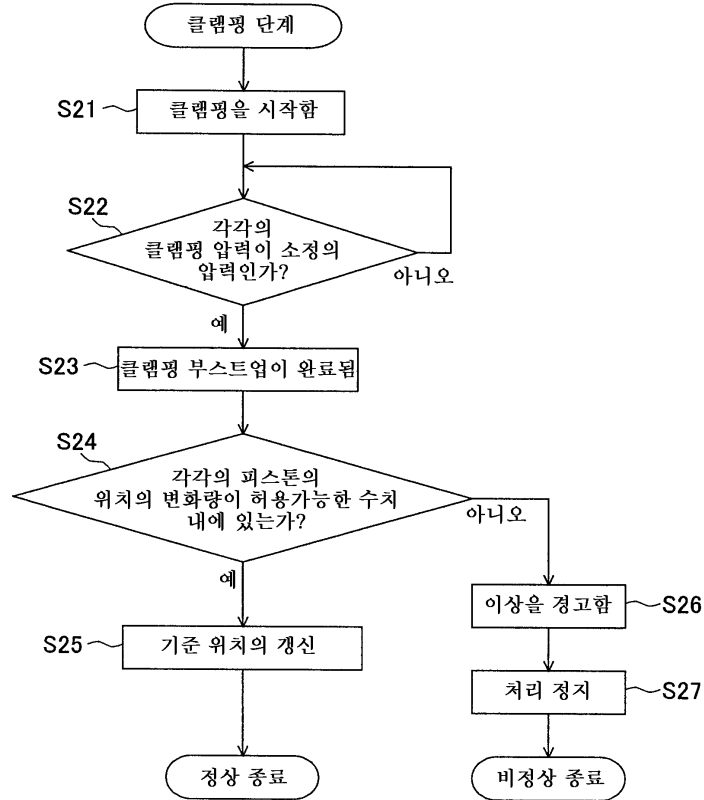 클램핑 단계
S21
클램핑을 시작함
S22
각각의
클램핑 압력이 소정의
압력인가?
아니오
예
S23
클램핑 부스트업이 완료됨
S24
각각의 피스톤의
위치의 변화량이 허용가능한 수치
내에 있는가?
아니오
예
이상을 경고함
S26
S25
기준 위치의 갱신
처리 정지
S27
정상 종료
비정상 종료